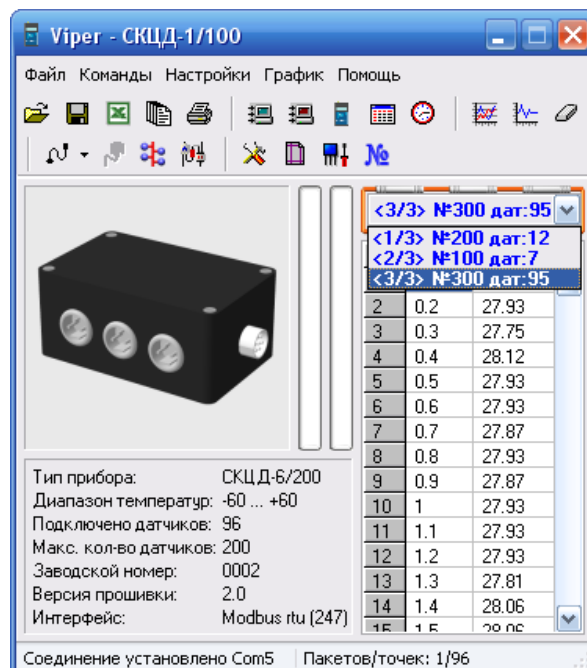 Viper - СКЦД-1/100
Файл Команды Настройки График Помощь
№
<3/3> №300 дат:95
<1/3> №200 дат:12
<2/3> №100 дат:7
<3/3> №300 дат:95
2 0.2 27.93
3 0.3 27.75
4 0.4 28.12
5 0.5 27.93
6 0.6 27.93
7 0.7 27.87
8 0.8 27.93
9 0.9 27.87
10 1 27.93
11 1.1 27.93
12 1.2 27.93
13 1.3 27.81
14 1.4 28.06
15 1.5 28.06
Тип прибора: СКЦД-6/200
Диапазон температур: -60 ... +60
Подключено датчиков: 96
Макс. кол-во датчиков: 200
Заводской номер: 0002
Версия прошивки: 2.0
Интерфейс: Modbus rtu (247)
Соединение установлено Com5 Пакетов/точек: 1/96